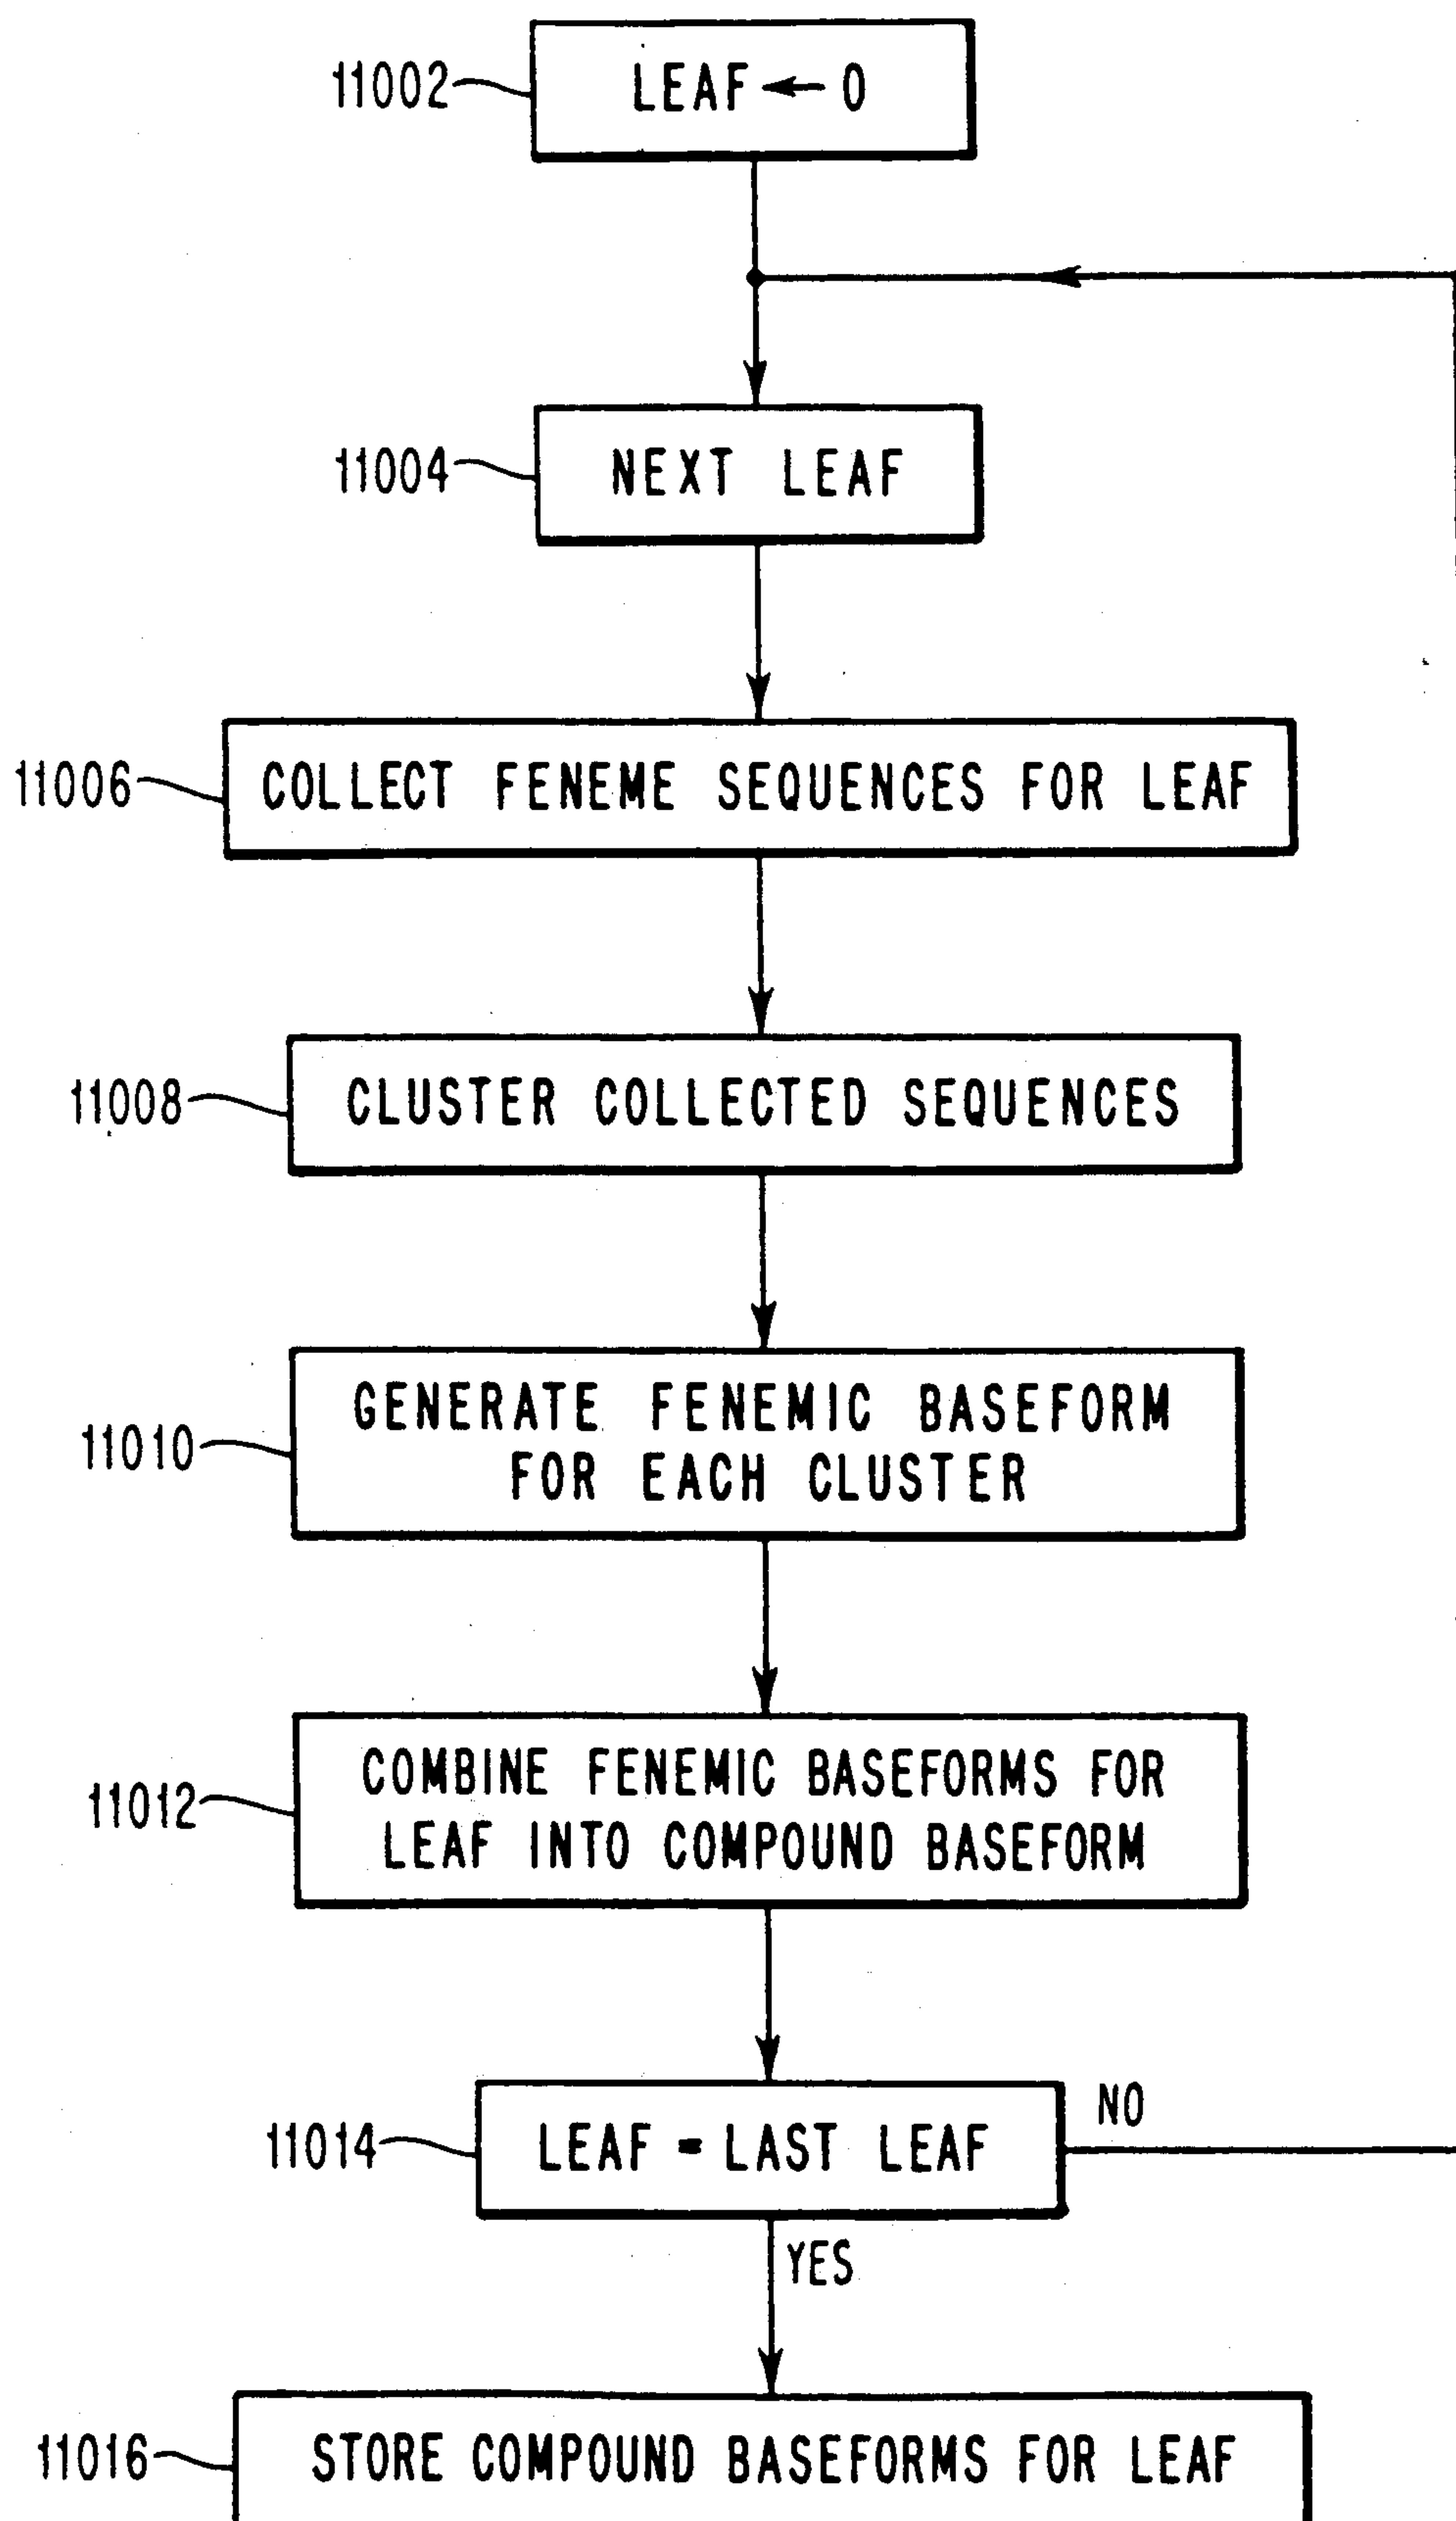 11002
LEAF ← 0
11004
NEXT LEAF
11006
COLLECT FENEME SEQUENCES FOR LEAF
11008
CLUSTER COLLECTED SEQUENCES
11010
GENERATE FENEMIC BASEFORM
FOR EACH CLUSTER
11012
COMBINE FENEMIC BASEFORMS FOR
LEAF INTO COMPOUND BASEFORM
11014
LEAF = LAST LEAF
NO
YES
11016
STORE COMPOUND BASEFORMS FOR LEAF